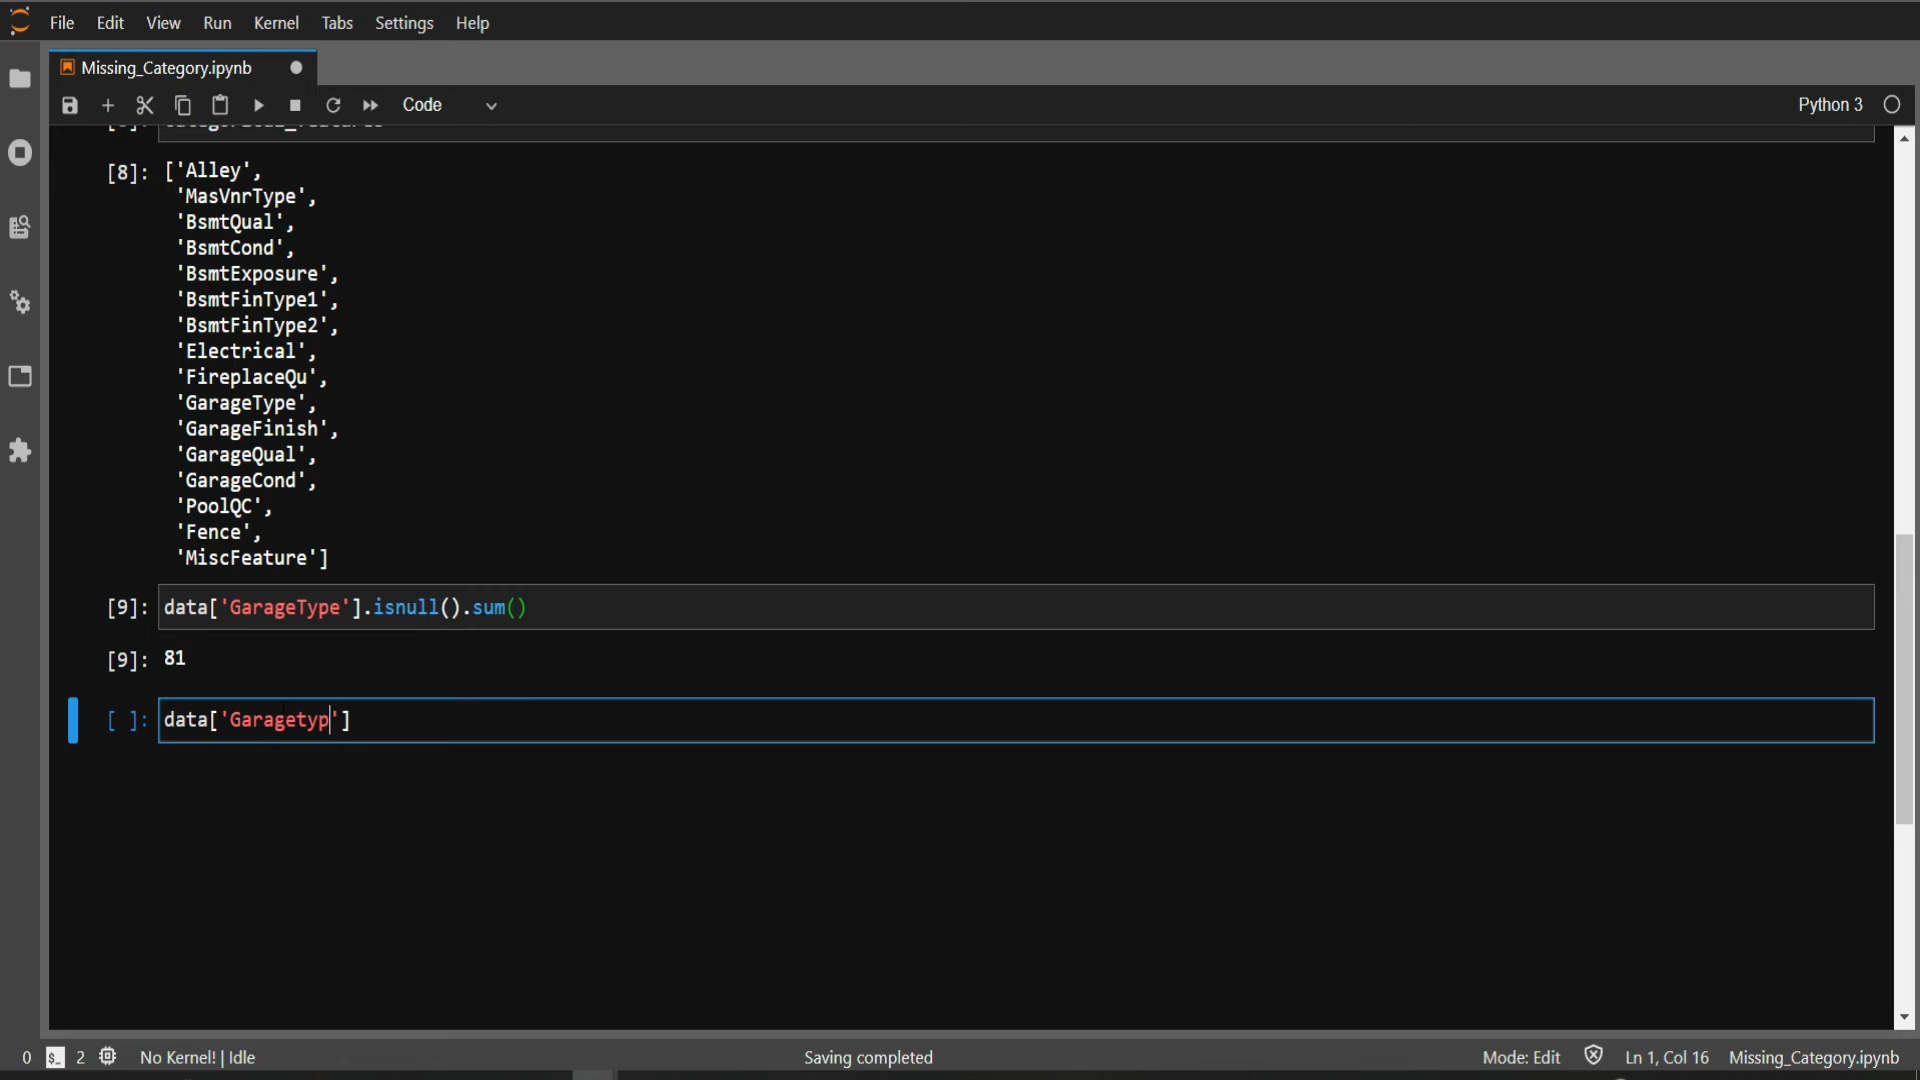 File Edit View Run Kernel Tabs Settings Help
Missing_Category.ipynb
Code
Python 3
[8]: ['Alley',
'MasVnrType',
'BsmtQual',
'BsmtCond',
'BsmtExposure',
'BsmtFinType1',
'BsmtFinType2',
'Electrical',
'FireplaceQu',
'GarageType',
'GarageFinish',
'GarageQual',
'GarageCond',
'PoolQC',
'Fence',
'MiscFeature']
[9]: data['GarageType'].isnull().sum()
[9]: 81
[ ]: data['Garagetyp']
0 $_ 2 No Kernel! | Idle Saving completed Mode: Edit Ln 1, Col 16 Missing_Category.ipynb